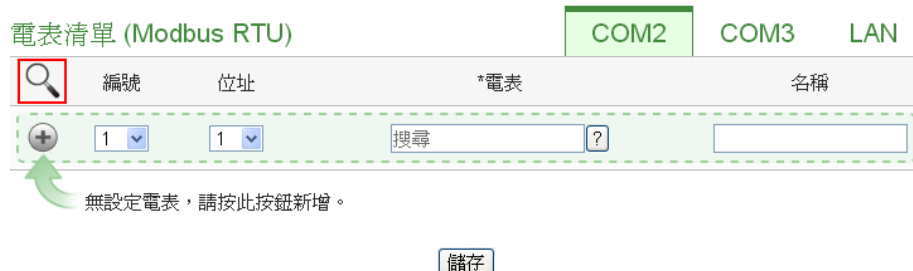 電表清單 (Modbus RTU) COM2 COM3 LAN
編號 位址 *電表 名稱
1 1 搜尋 ?
無設定電表，請按此按鈕新增。
儲存